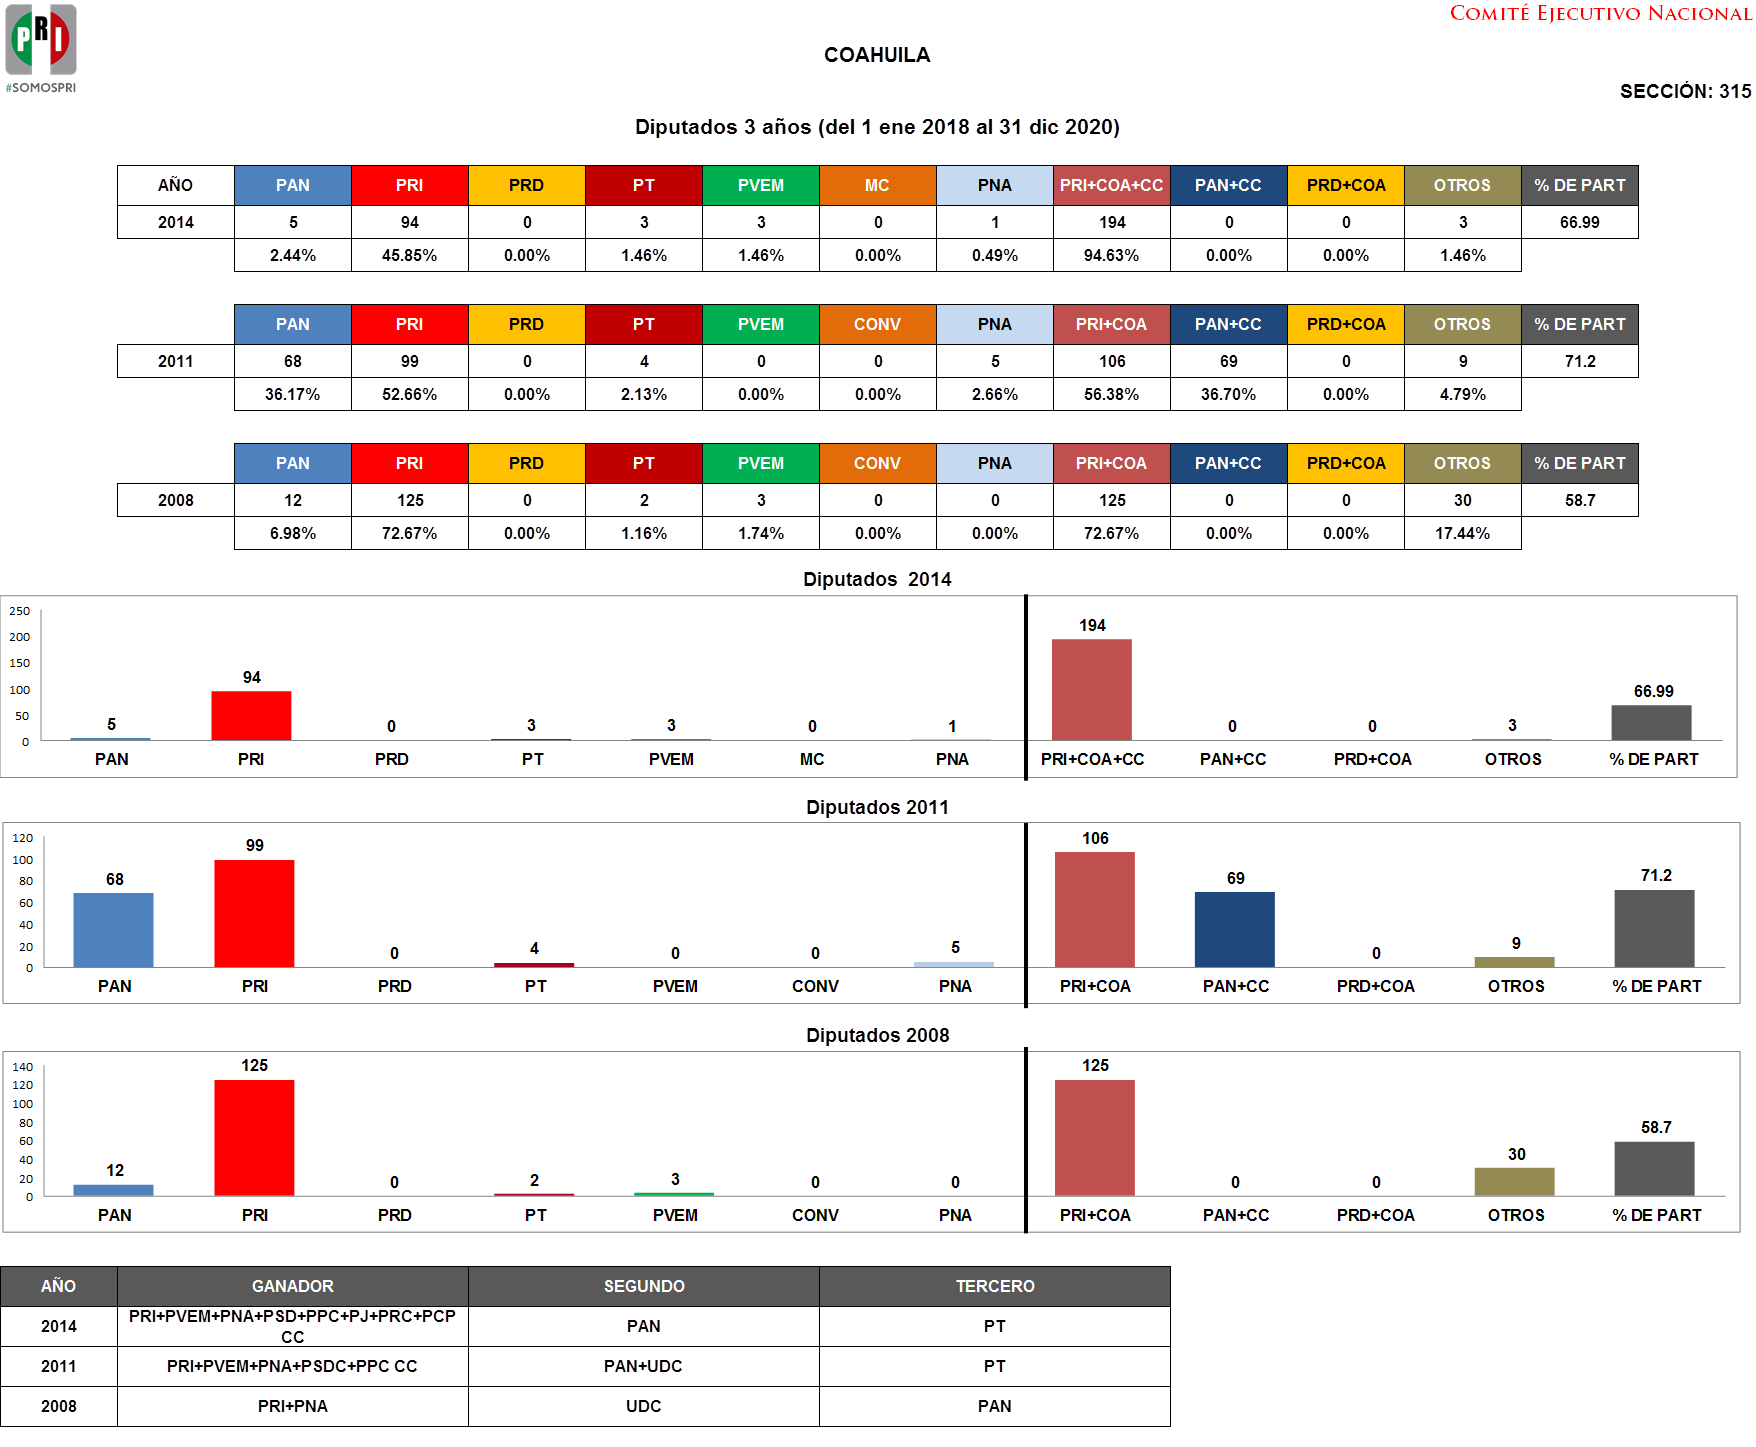 PRI
#SOMOSPRI
COMITÉ EJECUTIVO NACIONAL
COAHUILA
SECCIÓN: 315
Diputados 3 años (del 1 ene 2018 al 31 dic 2020)
AÑO PAN PRI PRD PT PVEM MC PNA PRI+COA+CC PAN+CC PRD+COA OTROS % DE PART
2014 5 94 0 3 3 0 1 194 0 0 3 66.99
2.44% 45.85% 0.00% 1.46% 1.46% 0.00% 0.49% 94.63% 0.00% 0.00% 1.46%
PAN PRI PRD PT PVEM CONV PNA PRI+COA PAN+CC PRD+COA OTROS % DE PART
2011 68 99 0 4 0 0 5 106 69 0 9 71.2
36.17% 52.66% 0.00% 2.13% 0.00% 0.00% 2.66% 56.38% 36.70% 0.00% 4.79%
PAN PRI PRD PT PVEM CONV PNA PRI+COA PAN+CC PRD+COA OTROS % DE PART
2008 12 125 0 2 3 0 0 125 0 0 30 58.7
6.98% 72.67% 0.00% 1.16% 1.74% 0.00% 0.00% 72.67% 0.00% 0.00% 17.44%
Diputados 2014
250
200
150
100
50
0
5 94 0 3 3 0 1 194 0 0 3 66.99
PAN PRI PRD PT PVEM MC PNA PRI+COA+CC PAN+CC PRD+COA OTROS % DE PART
Diputados 2011
120
100
80
60
40
20
0
68 99 0 4 0 0 5 106 69 0 9 71.2
PAN PRI PRD PT PVEM CONV PNA PRI+COA PAN+CC PRD+COA OTROS % DE PART
Diputados 2008
140
120
100
80
60
40
20
0
12 125 0 2 3 0 0 125 0 0 30 58.7
PAN PRI PRD PT PVEM CONV PNA PRI+COA PAN+CC PRD+COA OTROS % DE PART
AÑO GANADOR SEGUNDO TERCERO
2014 PRI+PVEM+PNA+PSD+PPC+PJ+PRC+PCP CC PAN PT
2011 PRI+PVEM+PNA+PSDC+PPC CC PAN+UDC PT
2008 PRI+PNA UDC PAN